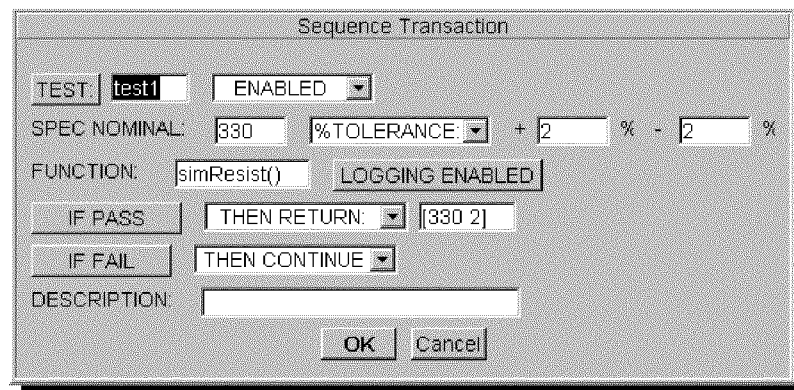 Sequence Transaction
TEST: test1 ENABLED
SPEC NOMINAL: 330 %TOLERANCE: + 2 % - 2 %
FUNCTION: simResist() LOGGING ENABLED
IF PASS THEN RETURN: [330 2]
IF FAIL THEN CONTINUE
DESCRIPTION:
OK Cancel